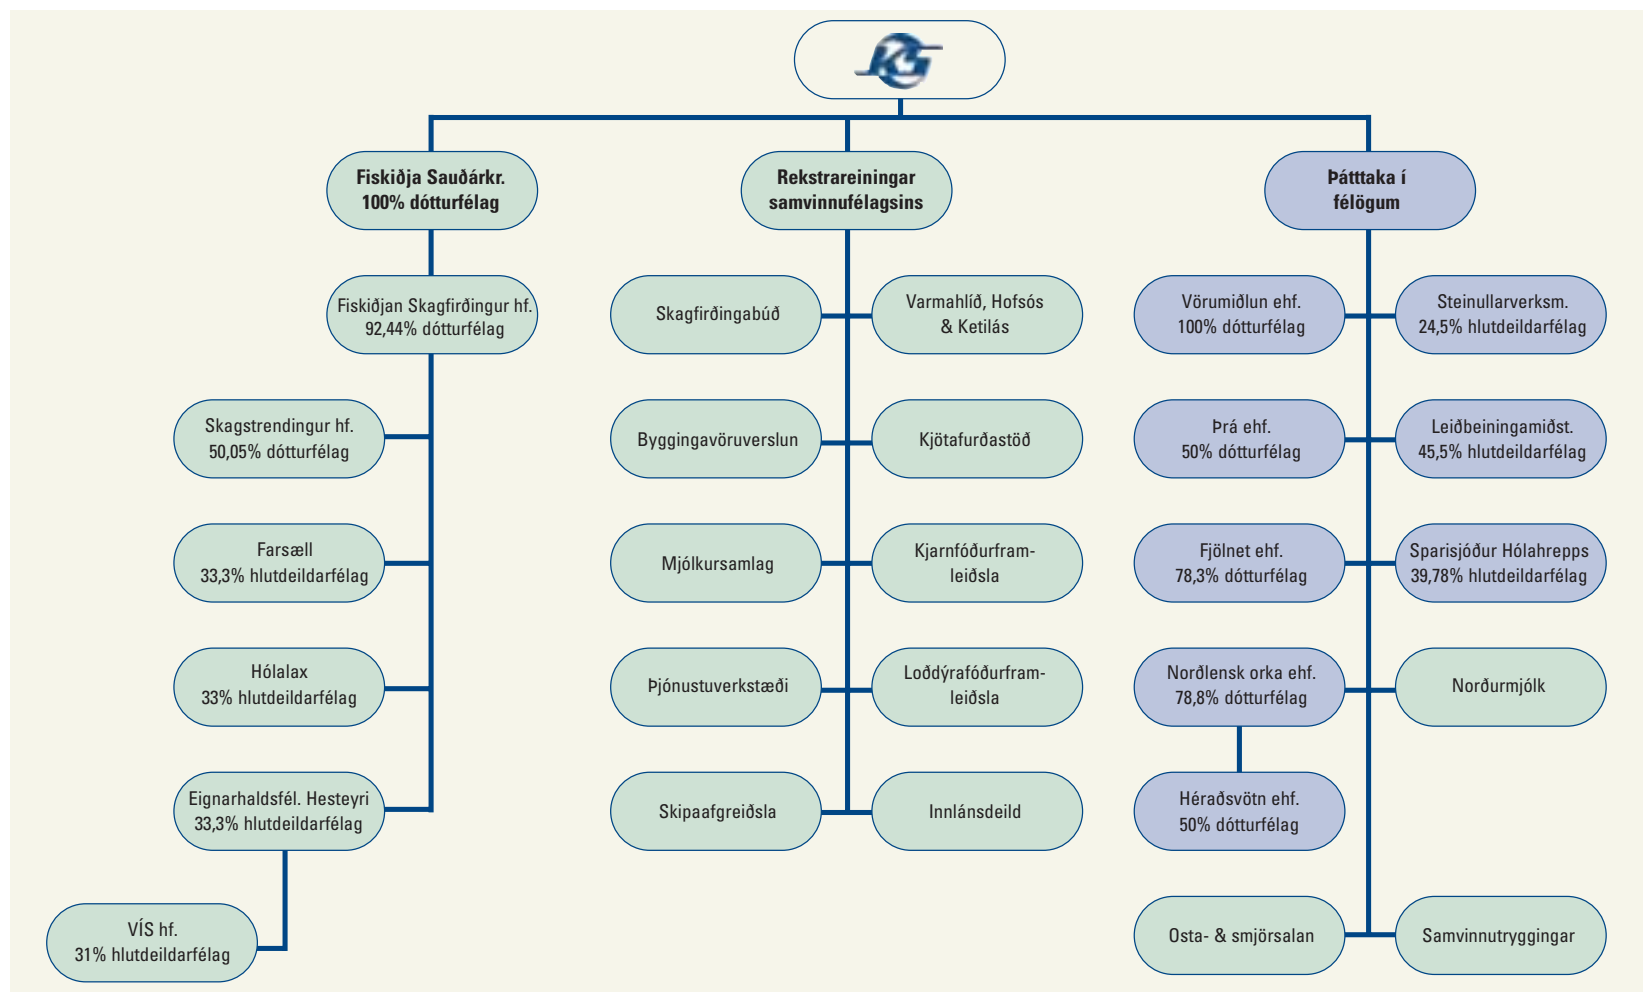 KG
Fiskiðja Sauðárkr.
100% dótturfélag
Fiskiðjan Skagfirðingur hf.
92,44% dótturfélag
Skagstrendingur hf.
50,05% dótturfélag
Farsæll
33,3% hlutdeildarfélag
Hólalax
33% hlutdeildarfélag
Eignarhaldsfél. Hesteyri
33,3% hlutdeildarfélag
VÍS hf.
31% hlutdeildarfélag
Rekstrareiningar
samvinnufélagsins
Skagfirðingabúð
Varmahlíð, Hofsós
& Ketilás
Byggingavöruverslun
Kjötafurðastöð
Mjólkursamlag
Kjarnfóðurfram-
leiðsla
Þjónustuverkstæði
Loðdýrafóðurfram-
leiðsla
Skipaafgreiðsla
Innlánsdeild
Þátttaka í
félögum
Vörumiðlun ehf.
100% dótturfélag
Steinullarverksm.
24,5% hlutdeildarfélag
Þrá ehf.
50% dótturfélag
Leiðbeiningamiðst.
45,5% hlutdeildarfélag
Fjölnet ehf.
78,3% dótturfélag
Sparisjóður Hólahrepps
39,78% hlutdeildarfélag
Norðlensk orka ehf.
78,8% dótturfélag
Norðurmjólk
Héraðsvötn ehf.
50% dótturfélag
Osta- & smjörsalan
Samvinnutryggingar